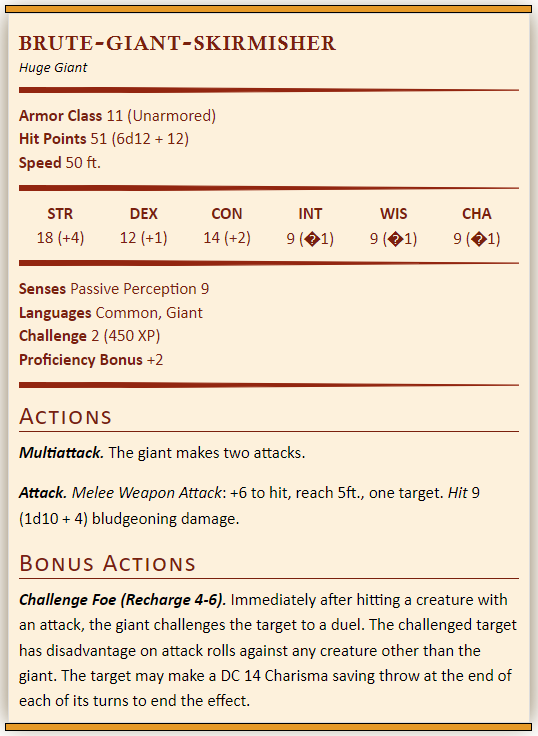 BRUTE-GIANT-SKIRMISHER
Huge Giant
Armor Class 11 (Unarmored)
Hit Points 51 (6d12 + 12)
Speed 50 ft.
STR DEX CON INT WIS CHA
18 (+4) 12 (+1) 14 (+2) 9 (�1) 9 (�1) 9 (�1)
Senses Passive Perception 9
Languages Common, Giant
Challenge 2 (450 XP)
Proficiency Bonus +2
Actions
Multiattack. The giant makes two attacks.
Attack. Melee Weapon Attack: +6 to hit, reach 5ft., one target. Hit 9
(1d10 + 4) bludgeoning damage.
Bonus Actions
Challenge Foe (Recharge 4-6). Immediately after hitting a creature with
an attack, the giant challenges the target to a duel. The challenged target
has disadvantage on attack rolls against any creature other than the
giant. The target may make a DC 14 Charisma saving throw at the end of
each of its turns to end the effect.